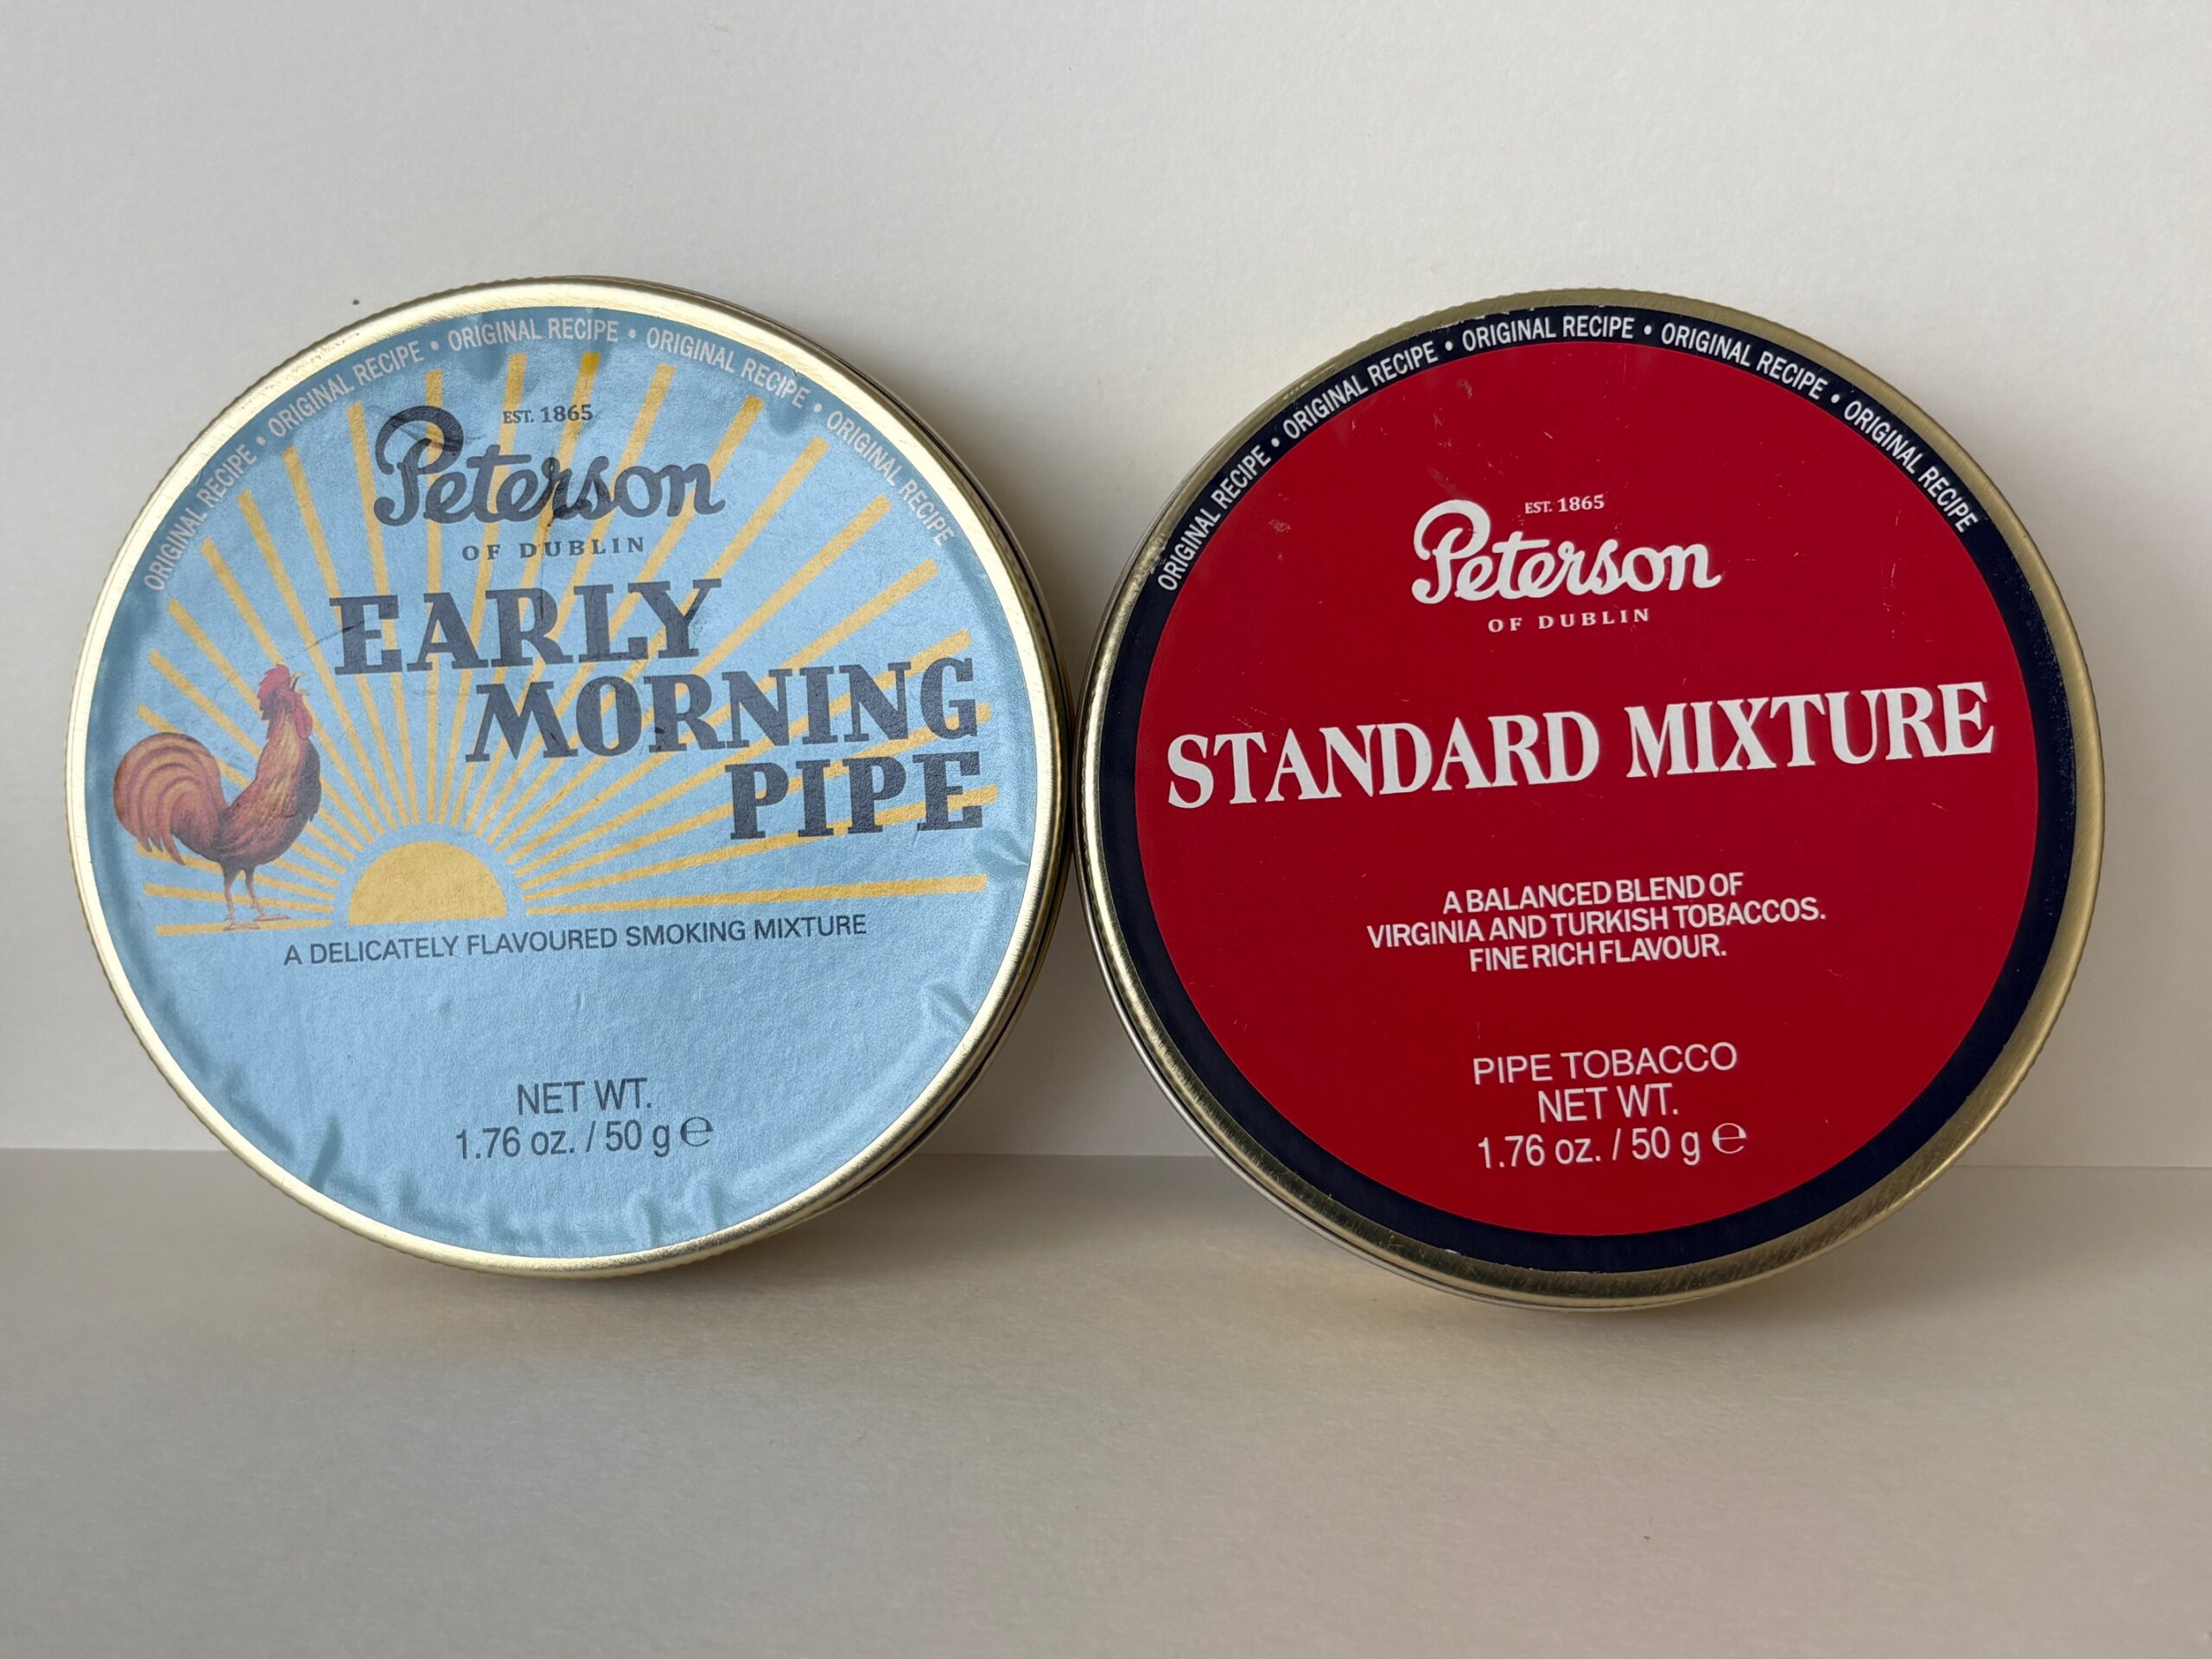 ORIGINAL RECIPE • ORIGINAL RECIPE • ORIGINAL RECIPE • ORIGINAL RECIPE • ORIGINAL RECIPE
EST. 1865
Peterson
OF DUBLIN
EARLY
MORNING
PIPE
A DELICATELY FLAVOURED SMOKING MIXTURE
NET WT.
1.76 oz. / 50 g ℮
ORIGINAL RECIPE • ORIGINAL RECIPE • ORIGINAL RECIPE • ORIGINAL RECIPE • ORIGINAL RECIPE
EST. 1865
Peterson
OF DUBLIN
STANDARD MIXTURE
A BALANCED BLEND OF
VIRGINIA AND TURKISH TOBACCOS.
FINE RICH FLAVOUR.
PIPE TOBACCO
NET WT.
1.76 oz. / 50 g ℮